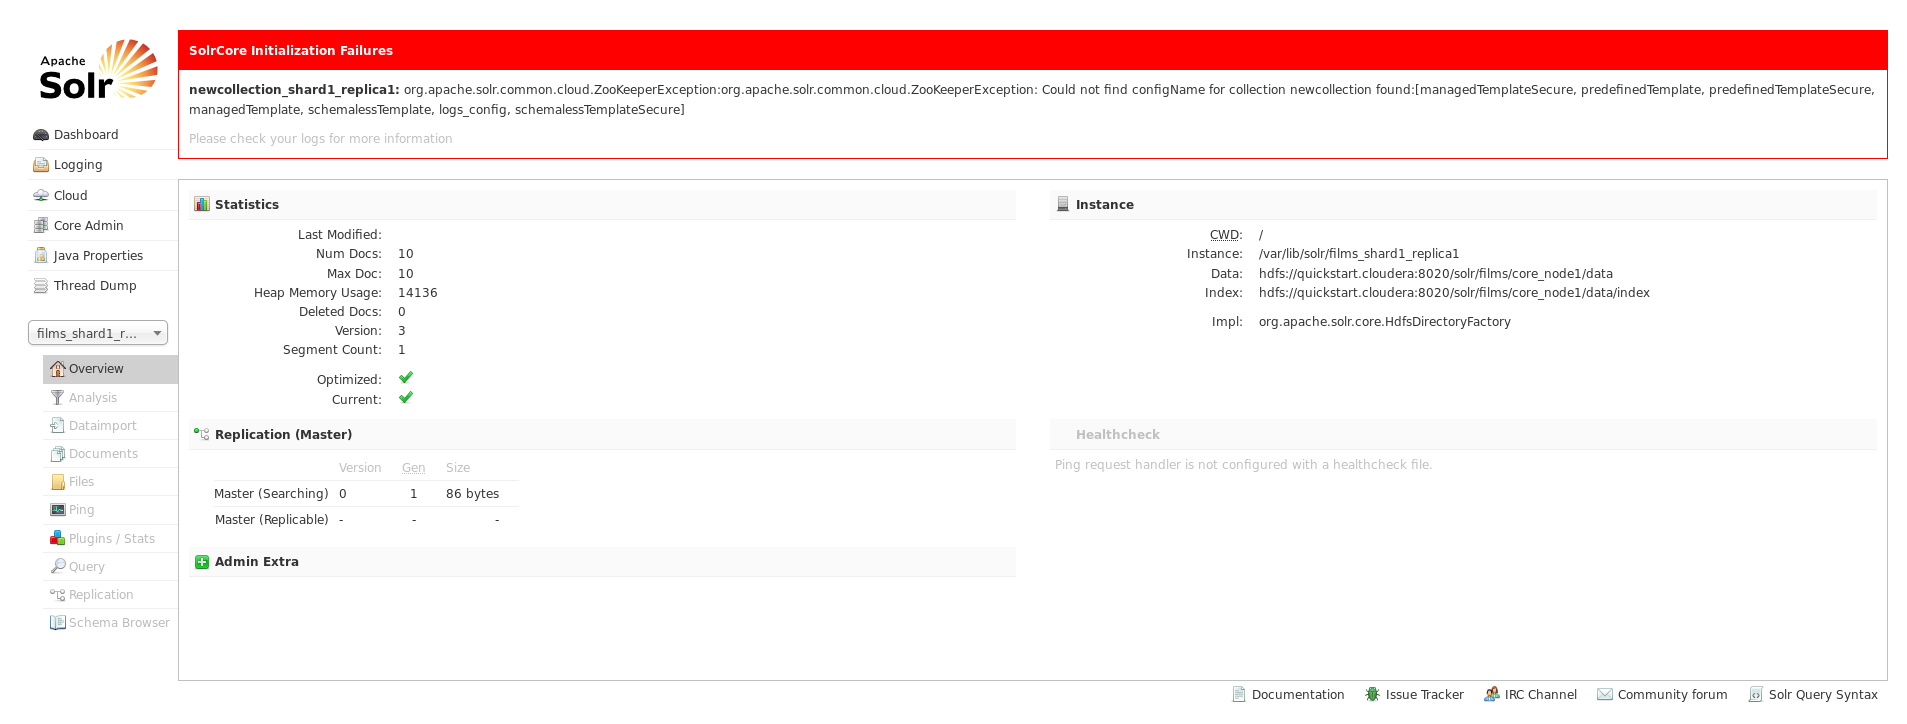 Apache
Solr
Dashboard
Logging
Cloud
Core Admin
Java Properties
Thread Dump
films_shard1_r...
Overview
Analysis
Dataimport
Documents
Files
Ping
Plugins / Stats
Query
Replication
Schema Browser
SolrCore Initialization Failures
newcollection_shard1_replica1: org.apache.solr.common.cloud.ZooKeeperException:org.apache.solr.common.cloud.ZooKeeperException: Could not find configName for collection newcollection found:[managedTemplateSecure, predefinedTemplate, predefinedTemplateSecure,
managedTemplate, schemalessTemplate, logs_config, schemalessTemplateSecure]
Please check your logs for more information
Statistics
Last Modified:
Num Docs: 10
Max Doc: 10
Heap Memory Usage: 14136
Deleted Docs: 0
Version: 3
Segment Count: 1
Optimized:
Current:
Instance
CWD: /
Instance: /var/lib/solr/films_shard1_replica1
Data: hdfs://quickstart.cloudera:8020/solr/films/core_node1/data
Index: hdfs://quickstart.cloudera:8020/solr/films/core_node1/data/index
Impl: org.apache.solr.core.HdfsDirectoryFactory
Replication (Master)
Version Gen Size
Master (Searching) 0 1 86 bytes
Master (Replicable) - - -
Healthcheck
Ping request handler is not configured with a healthcheck file.
Admin Extra
Documentation Issue Tracker IRC Channel Community forum Solr Query Syntax